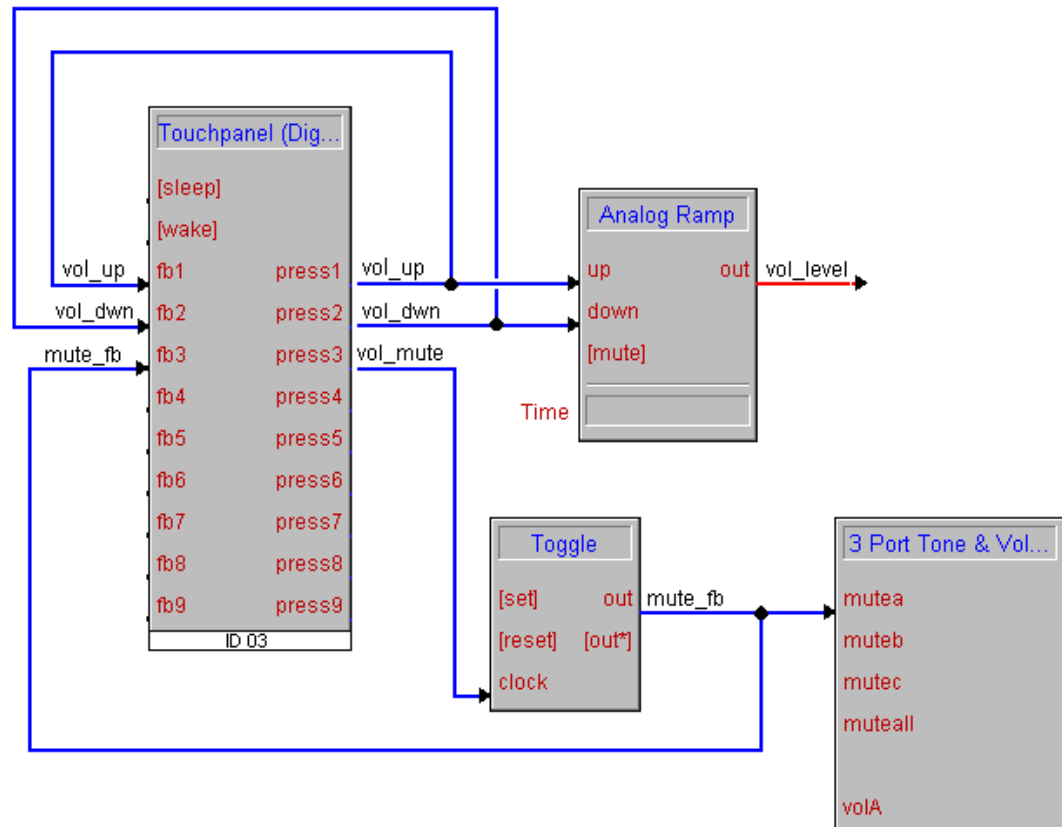 Touchpanel (Dig...
[sleep]
[wake]
vol_up
fb1
press1
vol_up
vol_dwn
fb2
press2
vol_dwn
mute_fb
fb3
press3
vol_mute
fb4
press4
fb5
press5
fb6
press6
fb7
press7
fb8
press8
fb9
press9
ID 03
Analog Ramp
up
out
vol_level
down
[mute]
Time
Toggle
[set]
out
mute_fb
[reset]
[out*]
clock
3 Port Tone & Vol...
mutea
muteb
mutec
muteall
volA